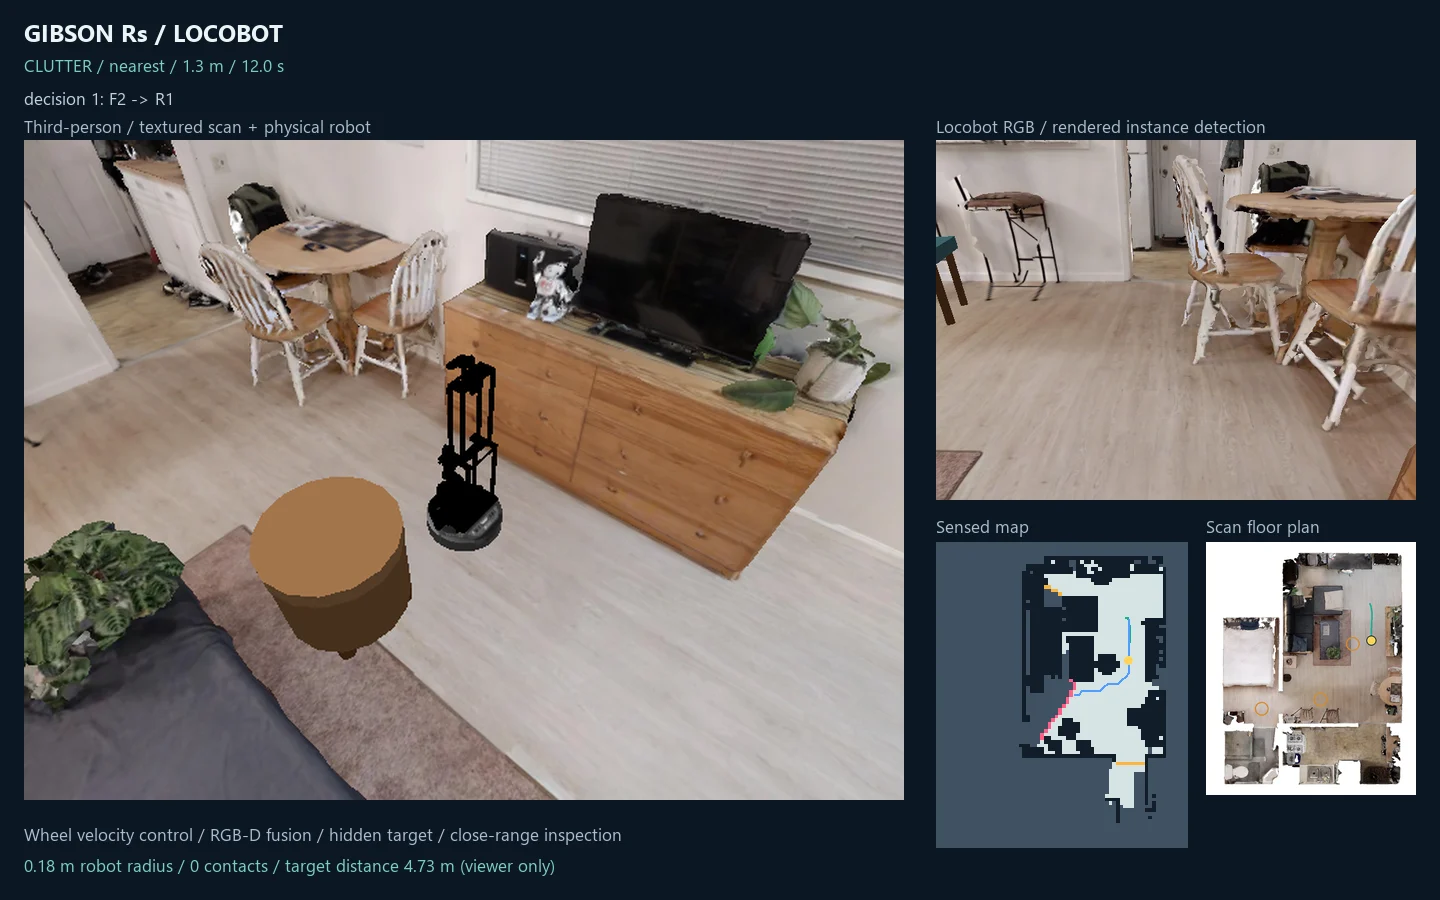 GIBSON Rs / LOCOBOT
CLUTTER / nearest / 1.3 m / 12.0 s
decision 1: F2 -> R1
Third-person / textured scan + physical robot
Locobot RGB / rendered instance detection
Sensed map
Scan floor plan
Wheel velocity control / RGB-D fusion / hidden target / close-range inspection
0.18 m robot radius / 0 contacts / target distance 4.73 m (viewer only)